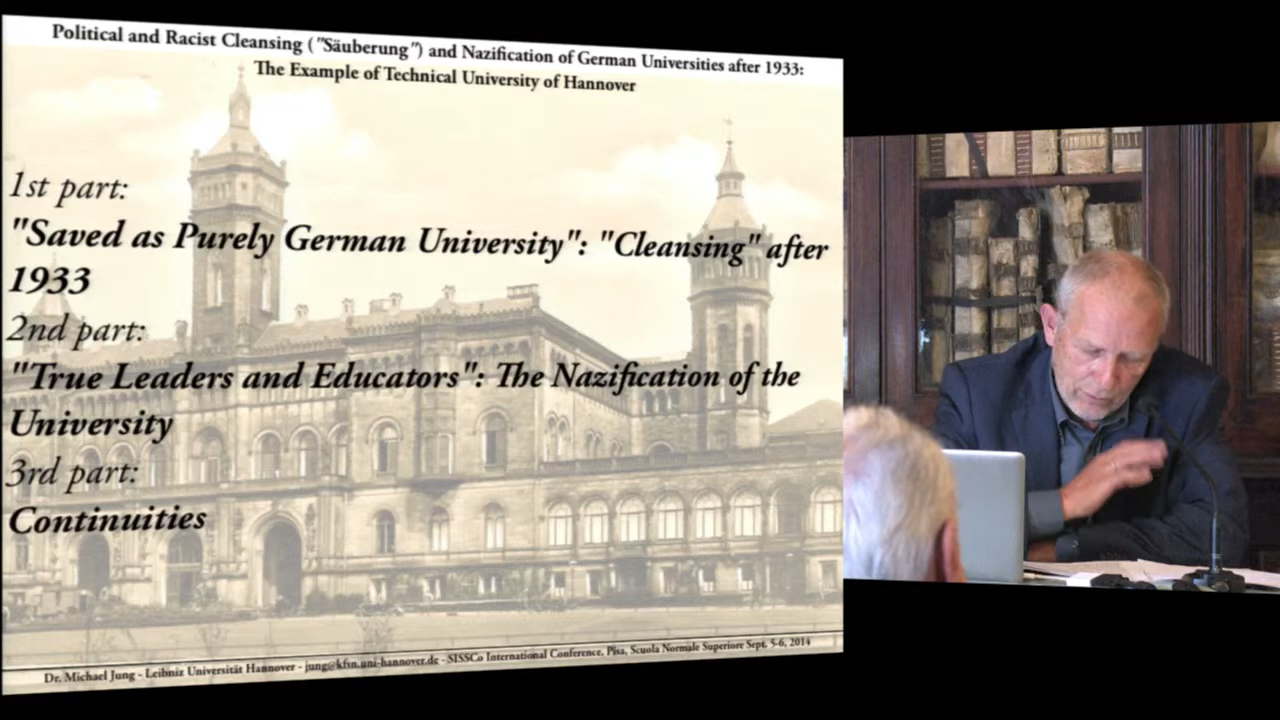 Political and Racist Cleansing ("Säuberung") and Nazification of German Universities after 1933:
The Example of Technical University of Hannover
1st part:
"Saved as Purely German University": "Cleansing" after
1933
2nd part:
"True Leaders and Educators": The Nazification of the
University
3rd part:
Continuities
Dr. Michael Jung - Leibniz Universität Hannover - jung@kfsn.uni-hannover.de - SISSCo International Conference, Pisa, Scuola Normale Superiore Sept. 5-6, 2014